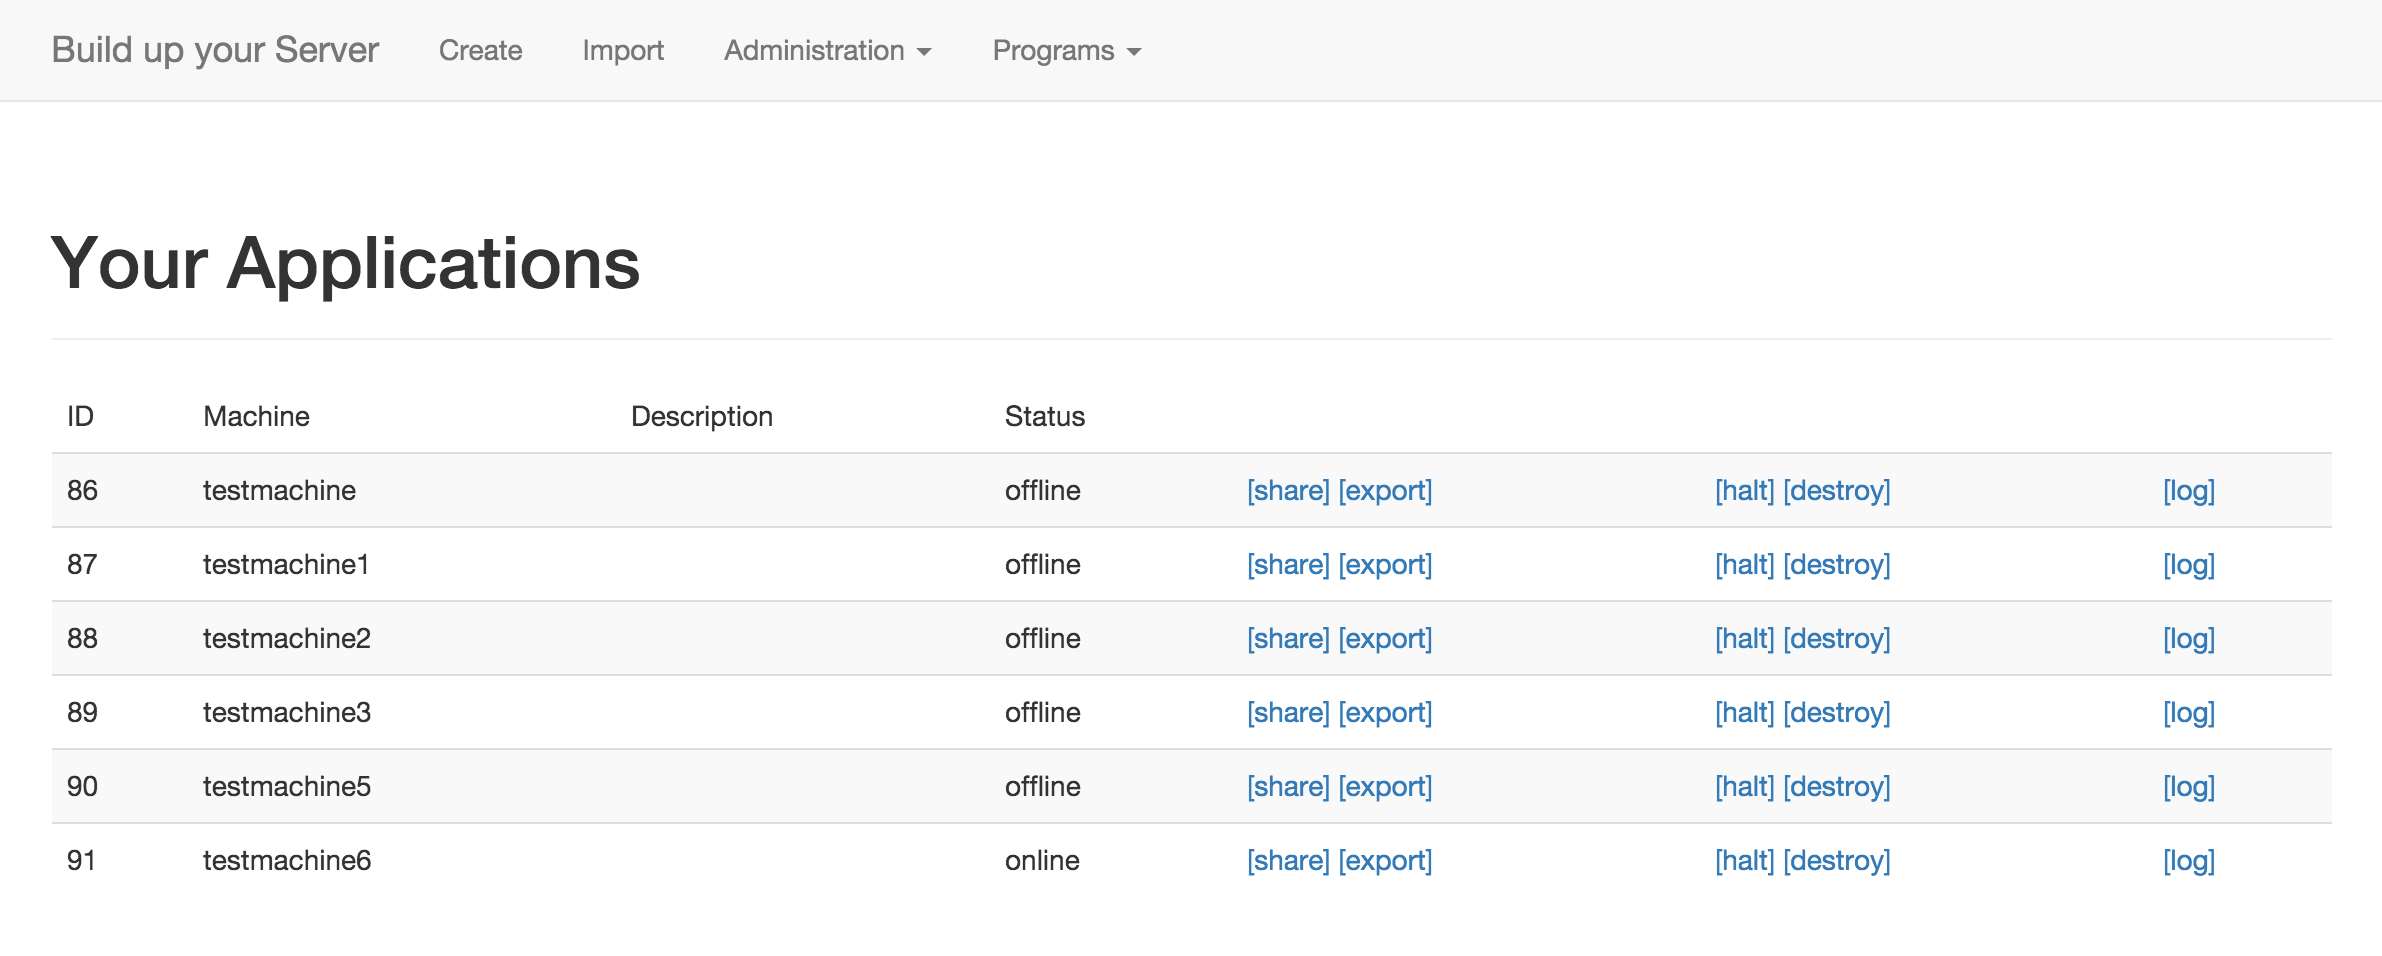 Build up your Server Create Import Administration Programs
Your Applications
ID Machine Description Status
86 testmachine offline [share] [export] [halt] [destroy] [log]
87 testmachine1 offline [share] [export] [halt] [destroy] [log]
88 testmachine2 offline [share] [export] [halt] [destroy] [log]
89 testmachine3 offline [share] [export] [halt] [destroy] [log]
90 testmachine5 offline [share] [export] [halt] [destroy] [log]
91 testmachine6 online [share] [export] [halt] [destroy] [log]